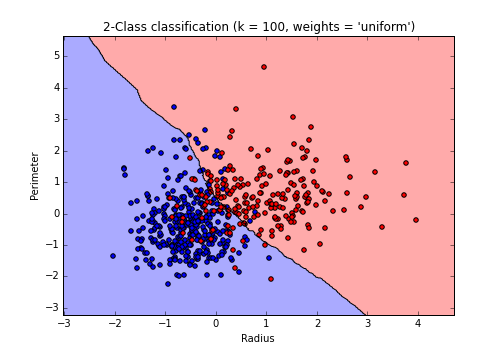 2-Class classification (k = 100, weights = 'uniform')
5
4
3
2
1
0
−1
−2
−3
Perimeter
−3 −2 −1 0 1 2 3 4
Radius